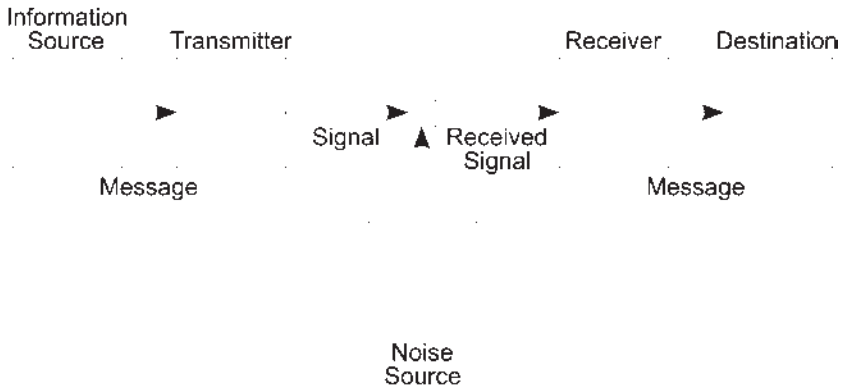 Information
Source
Transmitter
Receiver
Destination
Signal
Received
Signal
Message
Message
Noise
Source